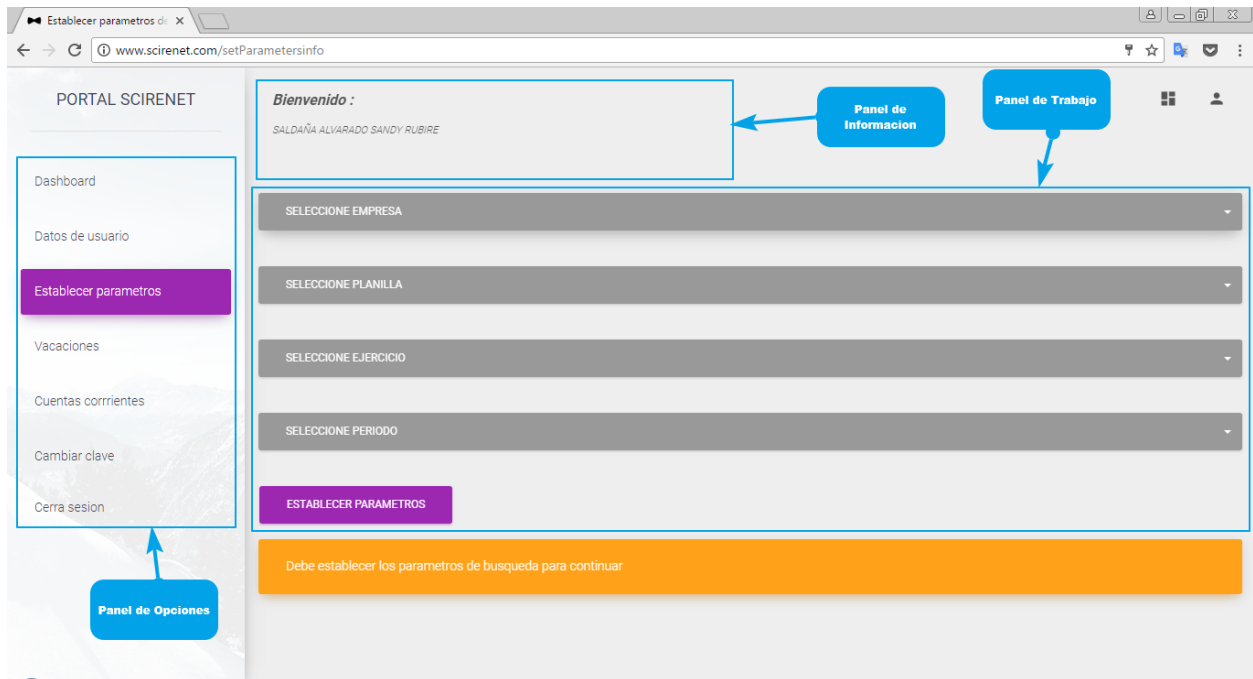 Establecer parametros de
www.scirenet.com/setParametersinfo
PORTAL SCIRENET
Bienvenido :
SALDAÑA ALVARADO SANDY RUBIRE
Panel de
Informacion
Panel de Trabajo
Dashboard
Datos de usuario
Establecer parametros
Vacaciones
Cuentas corrrientes
Cambiar clave
Cerra sesion
SELECCIONE EMPRESA
SELECCIONE PLANILLA
SELECCIONE EJERCICIO
SELECCIONE PERIODO
ESTABLECER PARAMETROS
Debe establecer los parametros de busqueda para continuar
Panel de Opciones